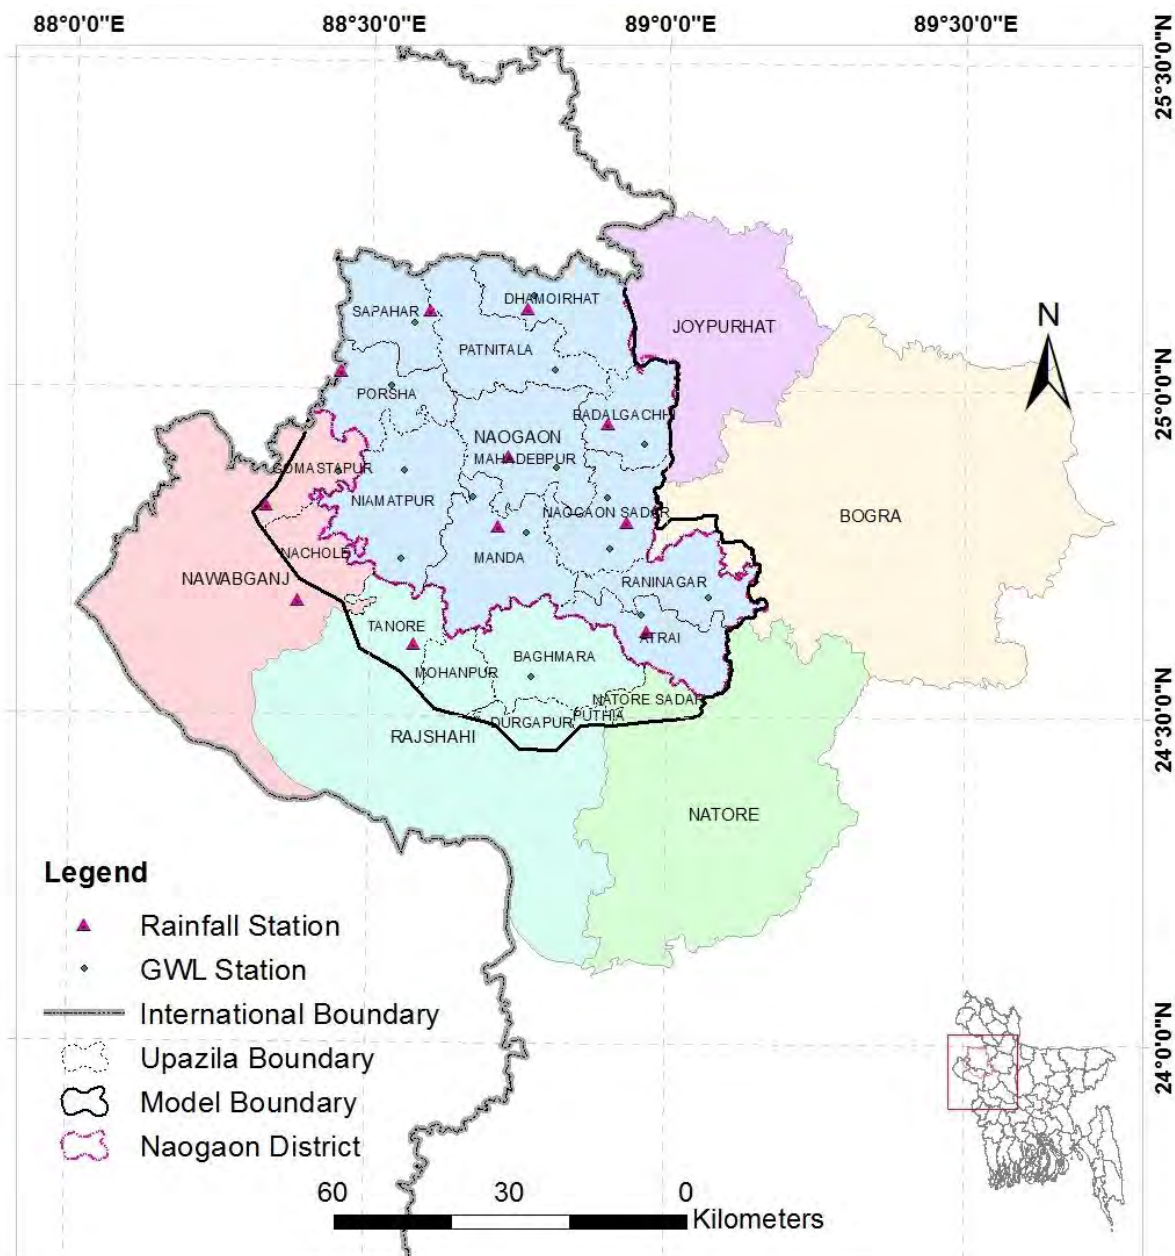 88°0'0"E 88°30'0"E 89°0'0"E 89°30'0"E
25°30'0"N
N
DHAMOIRHAT
SAPAHAR
JOYPURHAT
PATNITALA
PORSHA
25°0'0"N
BADALGACHHI
NAOGAON
MAHADEBPUR
GOMASTAPUR
NIAMATPUR
NAOGAON SADAR
BOGRA
NACHOLE
MANDA
NAWABGANJ
RANINAGAR
TANORE
ATRAI
BAGHMARA
MOHANPUR
NATORE SADAR
PUTHIA
DURGAPUR
24°30'0"N
RAJSHAHI
NATORE
Legend
Rainfall Station
GWL Station
International Boundary
Upazila Boundary
Model Boundary
Naogaon District
24°0'0"N
60 30 0
Kilometers